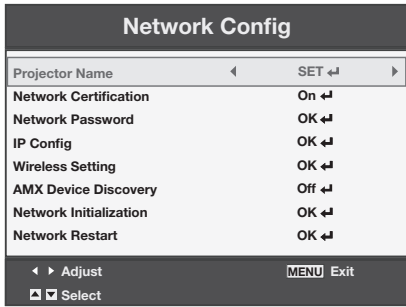 Network Config
Projector Name SET
Network Certification On
Network Password OK
IP Config OK
Wireless Setting OK
AMX Device Discovery Off
Network Initialization OK
Network Restart OK
Adjust MENU Exit
Select